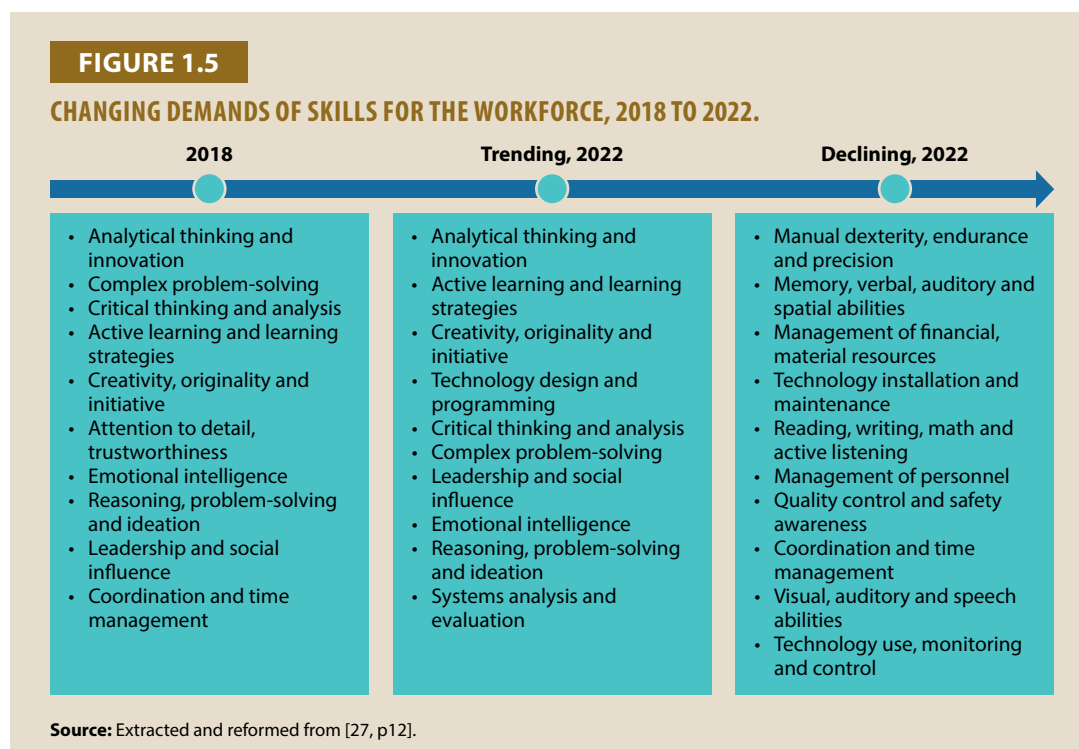 FIGURE 1.5
CHANGING DEMANDS OF SKILLS FOR THE WORKFORCE, 2018 TO 2022.
2018
• Analytical thinking and
innovation
• Complex problem-solving
• Critical thinking and analysis
• Active learning and learning
strategies
• Creativity, originality and
initiative
• Attention to detail,
trustworthiness
• Emotional intelligence
• Reasoning, problem-solving
and ideation
• Leadership and social
influence
• Coordination and time
management
Trending, 2022
• Analytical thinking and
innovation
• Active learning and learning
strategies
• Creativity, originality and
initiative
• Technology design and
programming
• Critical thinking and analysis
• Complex problem-solving
• Leadership and social
influence
• Emotional intelligence
• Reasoning, problem-solving
and ideation
• Systems analysis and
evaluation
Declining, 2022
• Manual dexterity, endurance
and precision
• Memory, verbal, auditory and
spatial abilities
• Management of financial,
material resources
• Technology installation and
maintenance
• Reading, writing, math and
active listening
• Management of personnel
• Quality control and safety
awareness
• Coordination and time
management
• Visual, auditory and speech
abilities
• Technology use, monitoring
and control
Source: Extracted and reformed from [27, p12].